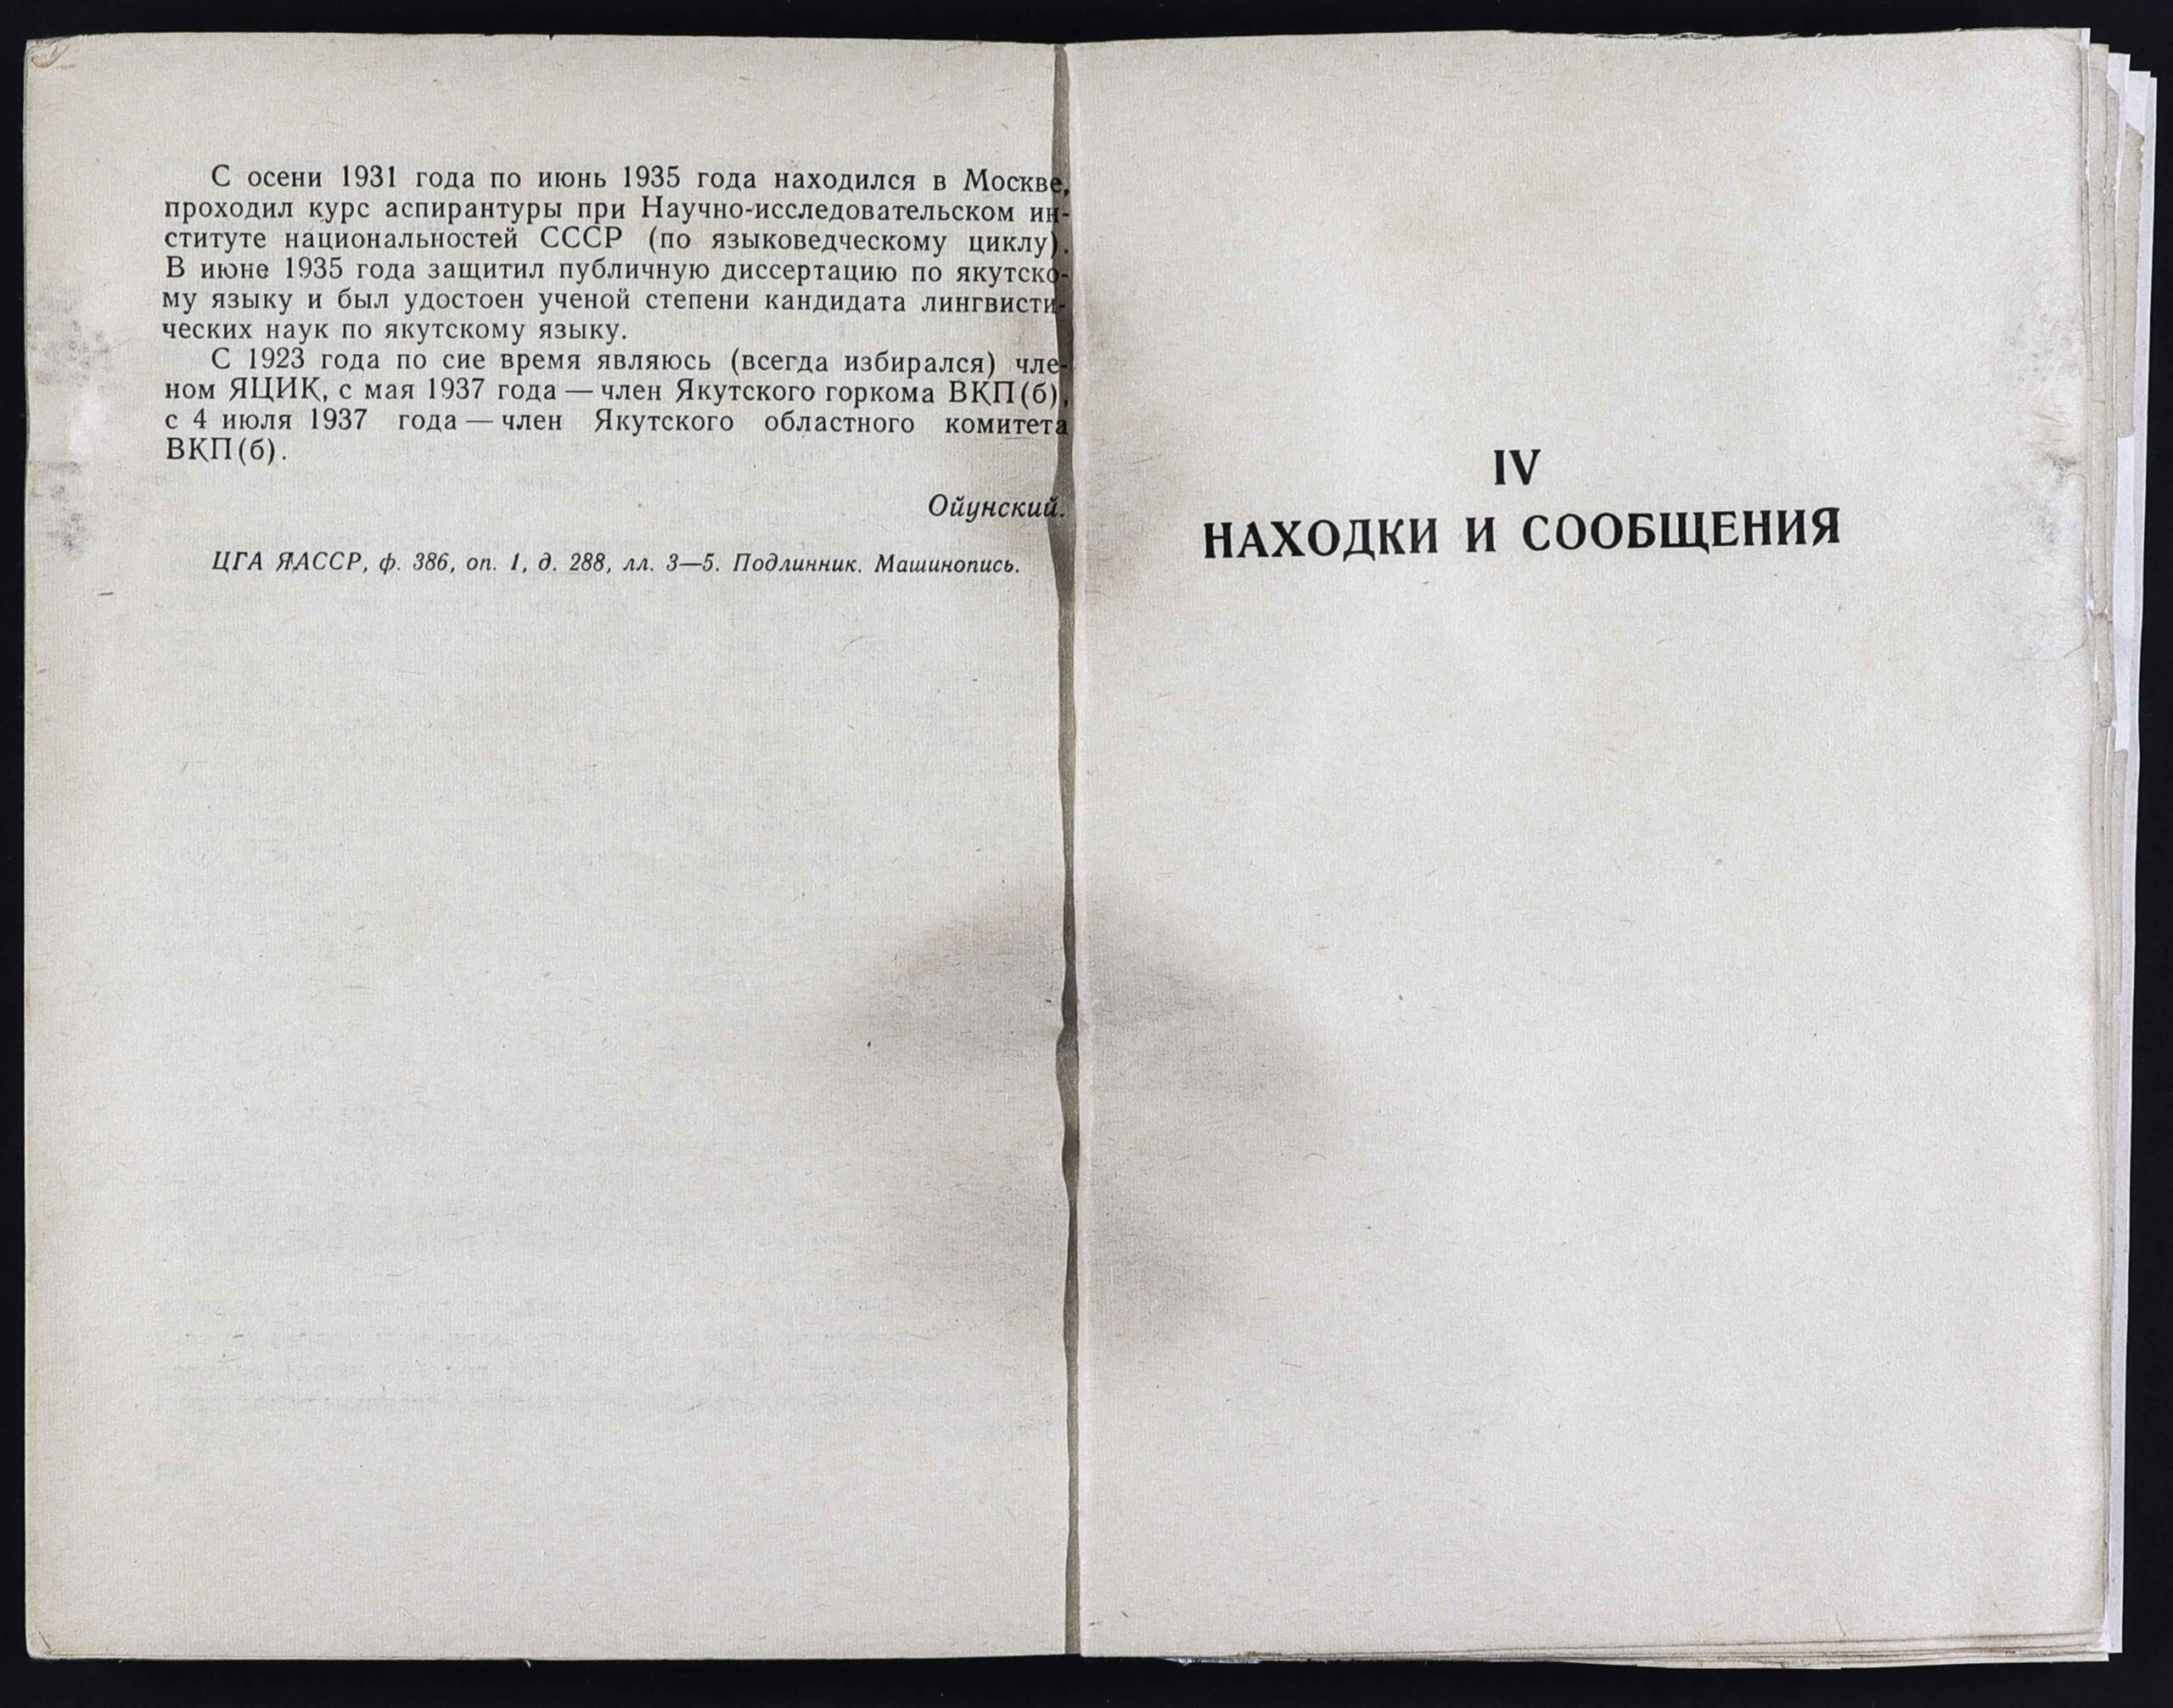 С осени 1931 года по июнь 1935 года находился в Москве,
проходил курс аспирантуры при Научно-исследовательском ин-
ституте национальностей СССР (по языковедческому циклу).
В июне 1935 года защитил публичную диссертацию по якутско-
му языку и был удостоен ученой степени кандидата лингвисти-
ческих наук по якутскому языку.
С 1923 года по сие время являюсь (всегда избирался) чле-
ном ЯЦИК, с мая 1937 года — член Якутского горкома ВКП(б),
с 4 июля 1937 года — член Якутского областного комитета
ВКП(б).
Ойунский.
ЦГА ЯАССР, ф. 386, оп. 1, д. 288, лл. 3—5. Подлинник. Машинопись.
IV
НАХОДКИ И СООБЩЕНИЯ